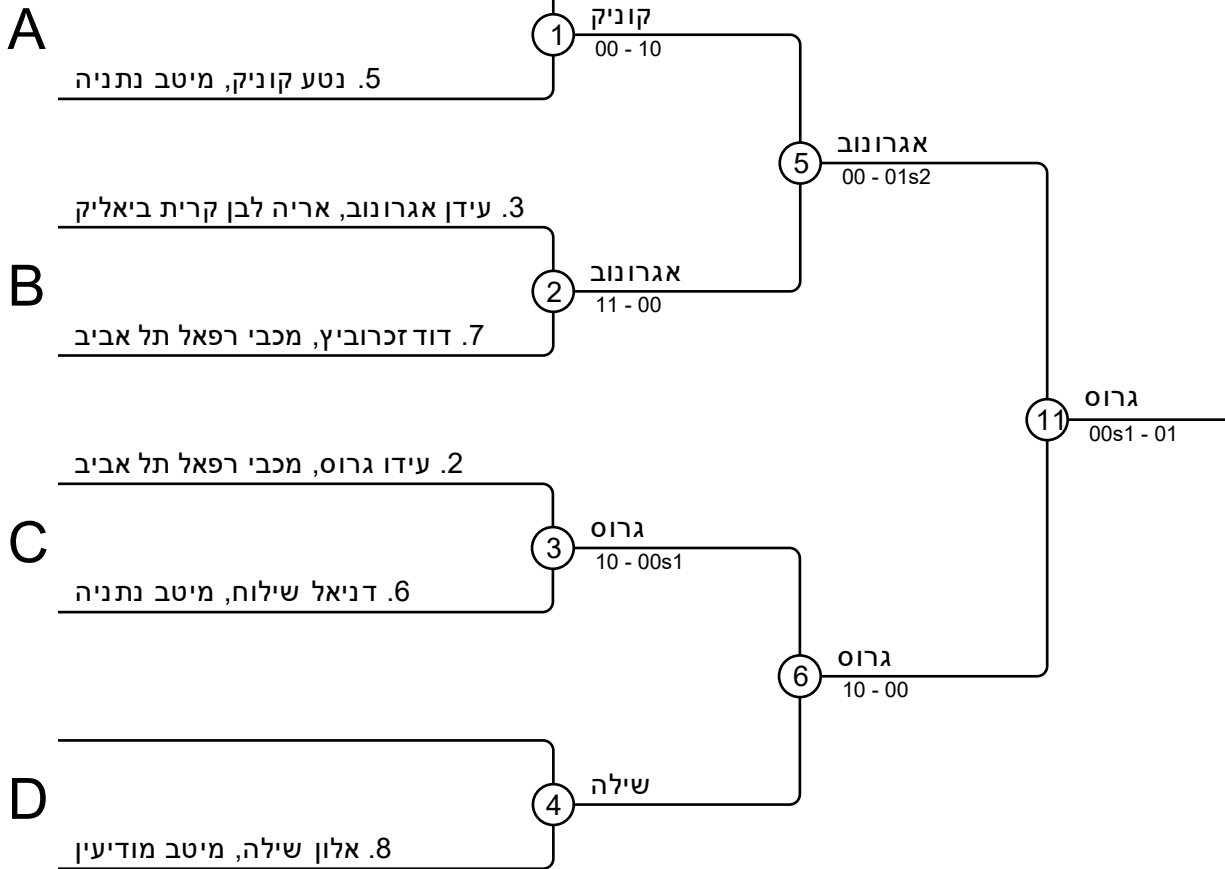 A
1
קוניק
00 - 10
5. נטע קוניק, מיטב נתניה
5
אגרונוב
00 - 01s2
3. עידן אגרונוב, אריה לבן קרית ביאליק
B
2
אגרונוב
11 - 00
7. דוד זכרוביץ, מכבי רפאל תל אביב
11
גרוס
00s1 - 01
2. עידו גרוס, מכבי רפאל תל אביב
C
3
גרוס
10 - 00s1
6. דניאל שילוח, מיטב נתניה
6
גרוס
10 - 00
D
4
שילה
8. אלון שילה, מיטב מודיעין